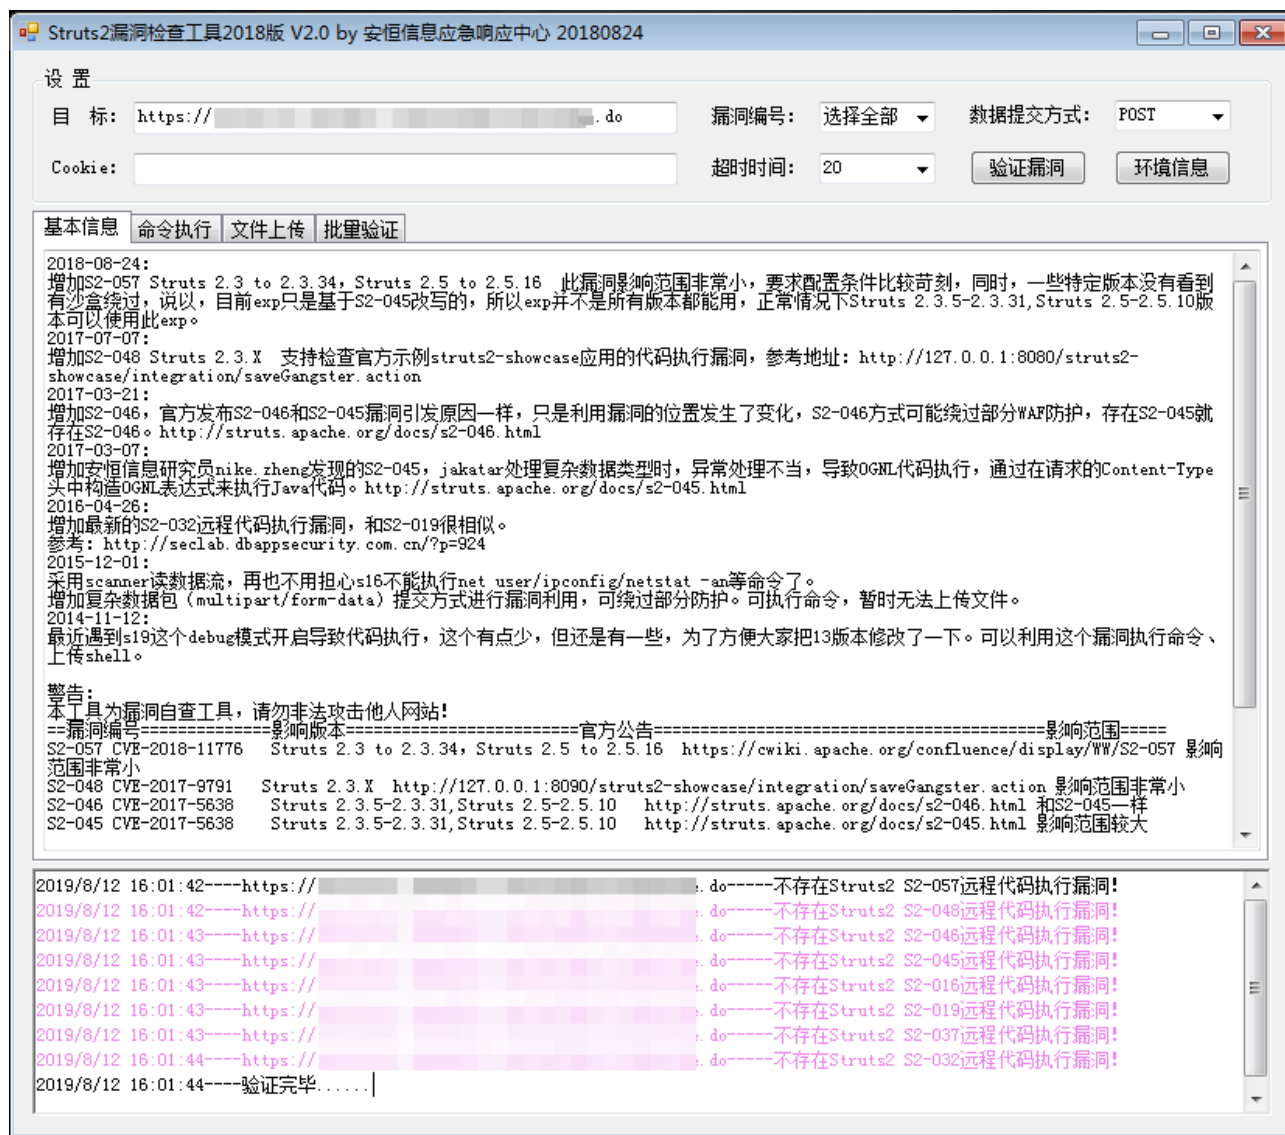 Struts2漏洞检查工具2018版 V2.0 by 安恒信息应急响应中心 20180824
设 置
目 标: https:// .do 漏洞编号: 选择全部 数据提交方式: POST
Cookie: 超时时间: 20 验证漏洞 环境信息
基本信息 命令执行 文件上传 批量验证
2018-08-24:
增加S2-057 Struts 2.3 to 2.3.34, Struts 2.5 to 2.5.16 此漏洞影响范围非常小，要求配置条件比较苛刻，同时，一些特定版本没有看到
有沙盒绕过，说以，目前exp只是基于S2-045改写的，所以exp并不是所有版本都能用，正常情况下Struts 2.3.5-2.3.31,Struts 2.5-2.5.10版
本可以使用此exp。
2017-07-07:
增加S2-048 Struts 2.3.X 支持检查官方示例struts2-showcase应用的代码执行漏洞，参考地址: http://127.0.0.1:8080/struts2-
showcase/integration/saveGangster.action
2017-03-21:
增加S2-046，官方发布S2-046和S2-045漏洞引发原因一样，只是利用漏洞的位置发生了变化，S2-046方式可能绕过部分WAF防护，存在S2-045就
存在S2-046。http://struts.apache.org/docs/s2-046.html
2017-03-07:
增加安恒信息研究员nike.zheng发现的S2-045，jakatar处理复杂数据类型时，异常处理不当，导致OGNL代码执行，通过在请求的Content-Type
头中构造OGNL表达式来执行Java代码。http://struts.apache.org/docs/s2-045.html
2016-04-26:
增加最新的S2-032远程代码执行漏洞，和S2-019很相似。
参考: http://seclab.dbappsecurity.com.cn/?p=924
2015-12-01:
采用scanner读数据流，再也不用担心s16不能执行net user/ipconfig/netstat -an等命令了。
增加复杂数据包（multipart/form-data）提交方式进行漏洞利用，可绕过部分防护。可执行命令，暂时无法上传文件。
2014-11-12:
最近遇到s19这个debug模式开启导致代码执行，这个有点少，但还是有一些，为了方便大家把13版本修改了一下。可以利用这个漏洞执行命令、
上传shell。
警告:
本工具为漏洞自查工具，请勿非法攻击他人网站!
==漏洞编号==============影响版本=========================官方公告==========================================影响范围=====
S2-057 CVE-2018-11776 Struts 2.3 to 2.3.34, Struts 2.5 to 2.5.16 https://cwiki.apache.org/confluence/display/WW/S2-057 影响
范围非常小
S2-048 CVE-2017-9791 Struts 2.3.X http://127.0.0.1:8090/struts2-showcase/integration/saveGangster.action 影响范围非常小
S2-046 CVE-2017-5638 Struts 2.3.5-2.3.31,Struts 2.5-2.5.10 http://struts.apache.org/docs/s2-046.html 和S2-045一样
S2-045 CVE-2017-5638 Struts 2.3.5-2.3.31,Struts 2.5-2.5.10 http://struts.apache.org/docs/s2-045.html 影响范围较大
2019/8/12 16:01:42----https:// .do-----不存在Struts2 S2-057远程代码执行漏洞!
2019/8/12 16:01:42----https:// .do-----不存在Struts2 S2-048远程代码执行漏洞!
2019/8/12 16:01:43----https:// .do-----不存在Struts2 S2-046远程代码执行漏洞!
2019/8/12 16:01:43----https:// .do-----不存在Struts2 S2-045远程代码执行漏洞!
2019/8/12 16:01:43----https:// .do-----不存在Struts2 S2-016远程代码执行漏洞!
2019/8/12 16:01:43----https:// .do-----不存在Struts2 S2-019远程代码执行漏洞!
2019/8/12 16:01:43----https:// .do-----不存在Struts2 S2-037远程代码执行漏洞!
2019/8/12 16:01:44----https:// .do-----不存在Struts2 S2-032远程代码执行漏洞!
2019/8/12 16:01:44----验证完毕......